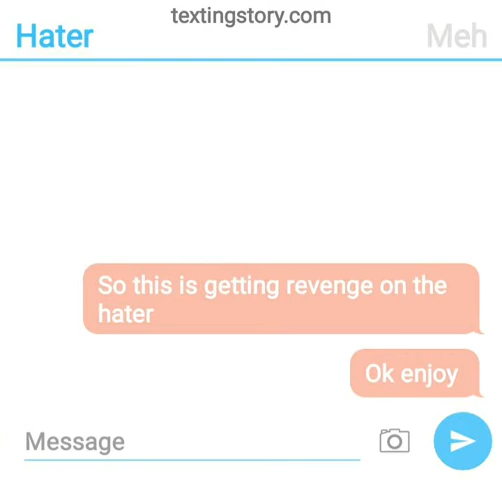 textingstory.com
Hater
Meh
So this is getting revenge on the
hater
Ok enjoy
Message